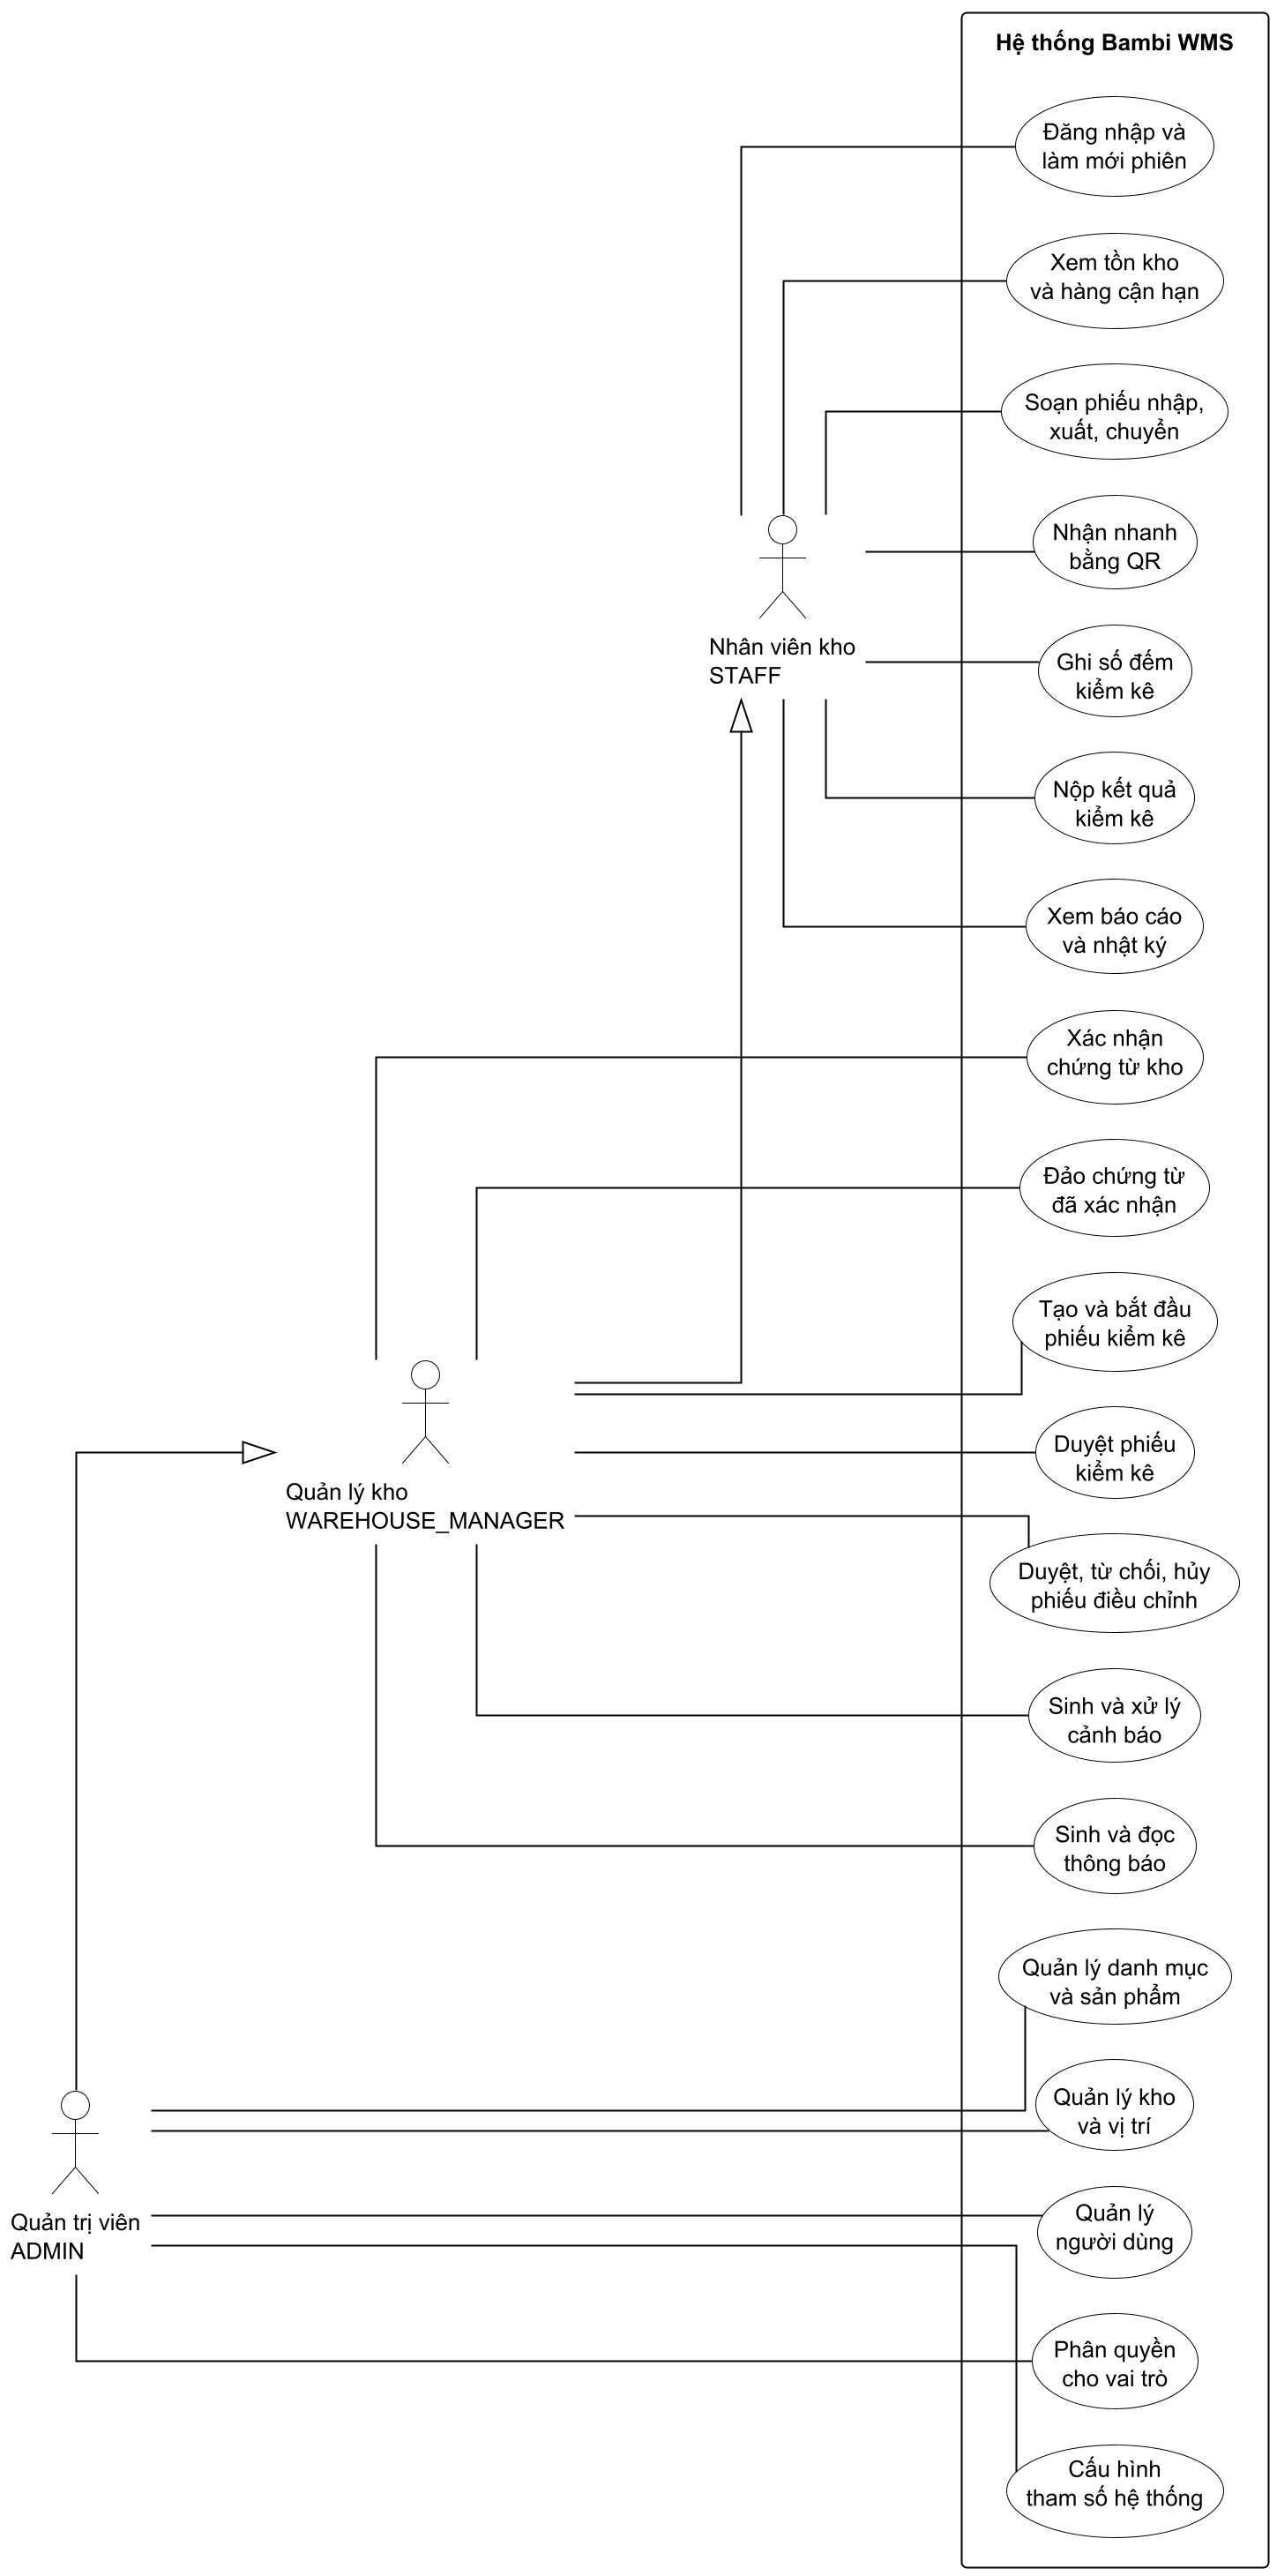 Hệ thống Bambi WMS
Đăng nhập và
làm mới phiên
Xem tồn kho
và hàng cận hạn
Soạn phiếu nhập,
xuất, chuyển
Nhận nhanh
bằng QR
Nhân viên kho
STAFF
Ghi số đếm
kiểm kê
Nộp kết quả
kiểm kê
Xem báo cáo
và nhật ký
Xác nhận
chứng từ kho
Đảo chứng từ
đã xác nhận
Tạo và bắt đầu
phiếu kiểm kê
Duyệt phiếu
kiểm kê
Quản lý kho
WAREHOUSE_MANAGER
Duyệt, từ chối, hủy
phiếu điều chỉnh
Sinh và xử lý
cảnh báo
Sinh và đọc
thông báo
Quản lý danh mục
và sản phẩm
Quản lý kho
và vị trí
Quản trị viên
ADMIN
Quản lý
người dùng
Phân quyền
cho vai trò
Cấu hình
tham số hệ thống